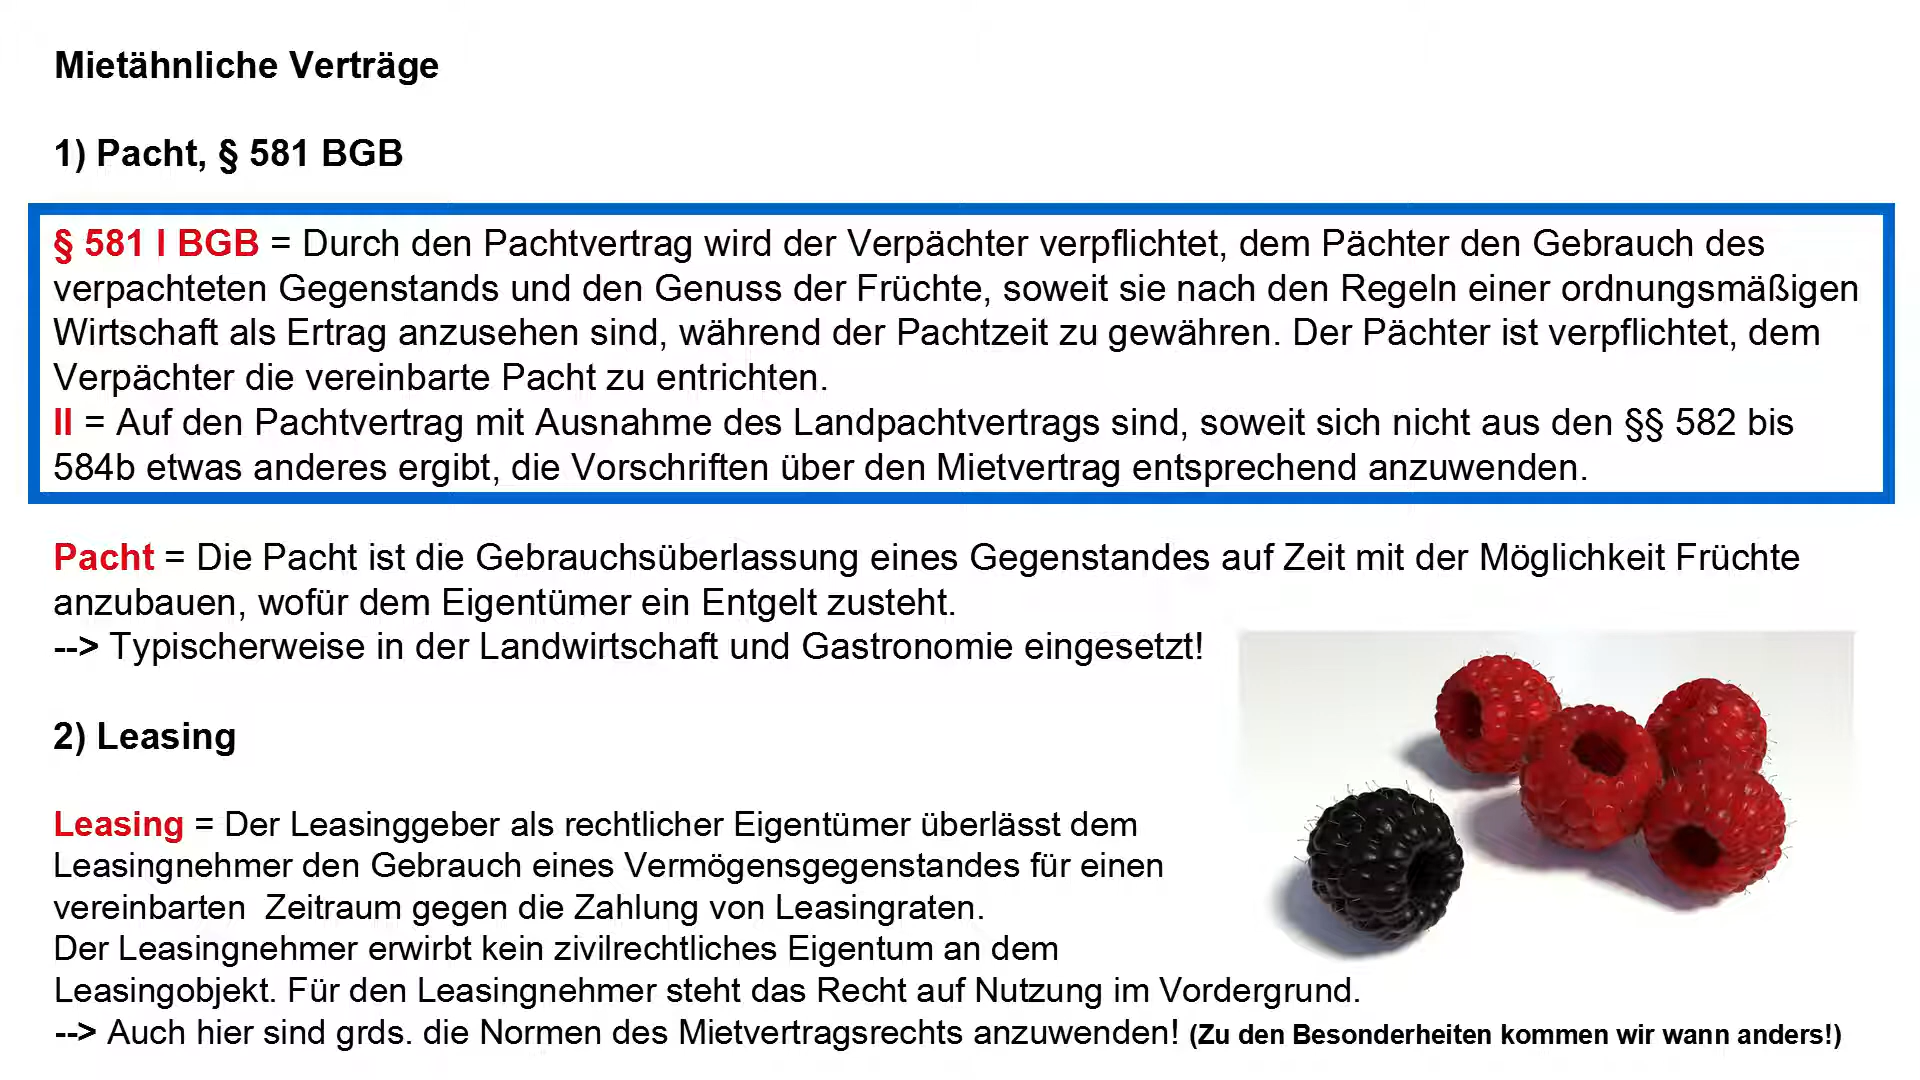 Mietähnliche Verträge
1) Pacht, § 581 BGB
§ 581 I BGB = Durch den Pachtvertrag wird der Verpächter verpflichtet, dem Pächter den Gebrauch des
verpachteten Gegenstands und den Genuss der Früchte, soweit sie nach den Regeln einer ordnungsmäßigen
Wirtschaft als Ertrag anzusehen sind, während der Pachtzeit zu gewähren. Der Pächter ist verpflichtet, dem
Verpächter die vereinbarte Pacht zu entrichten.
II = Auf den Pachtvertrag mit Ausnahme des Landpachtvertrags sind, soweit sich nicht aus den §§ 582 bis
584b etwas anderes ergibt, die Vorschriften über den Mietvertrag entsprechend anzuwenden.
Pacht = Die Pacht ist die Gebrauchsüberlassung eines Gegenstandes auf Zeit mit der Möglichkeit Früchte
anzubauen, wofür dem Eigentümer ein Entgelt zusteht.
--> Typischerweise in der Landwirtschaft und Gastronomie eingesetzt!
2) Leasing
Leasing = Der Leasinggeber als rechtlicher Eigentümer überlässt dem
Leasingnehmer den Gebrauch eines Vermögensgegenstandes für einen
vereinbarten  Zeitraum gegen die Zahlung von Leasingraten.
Der Leasingnehmer erwirbt kein zivilrechtliches Eigentum an dem
Leasingobjekt. Für den Leasingnehmer steht das Recht auf Nutzung im Vordergrund.
--> Auch hier sind grds. die Normen des Mietvertragsrechts anzuwenden! (Zu den Besonderheiten kommen wir wann anders!)